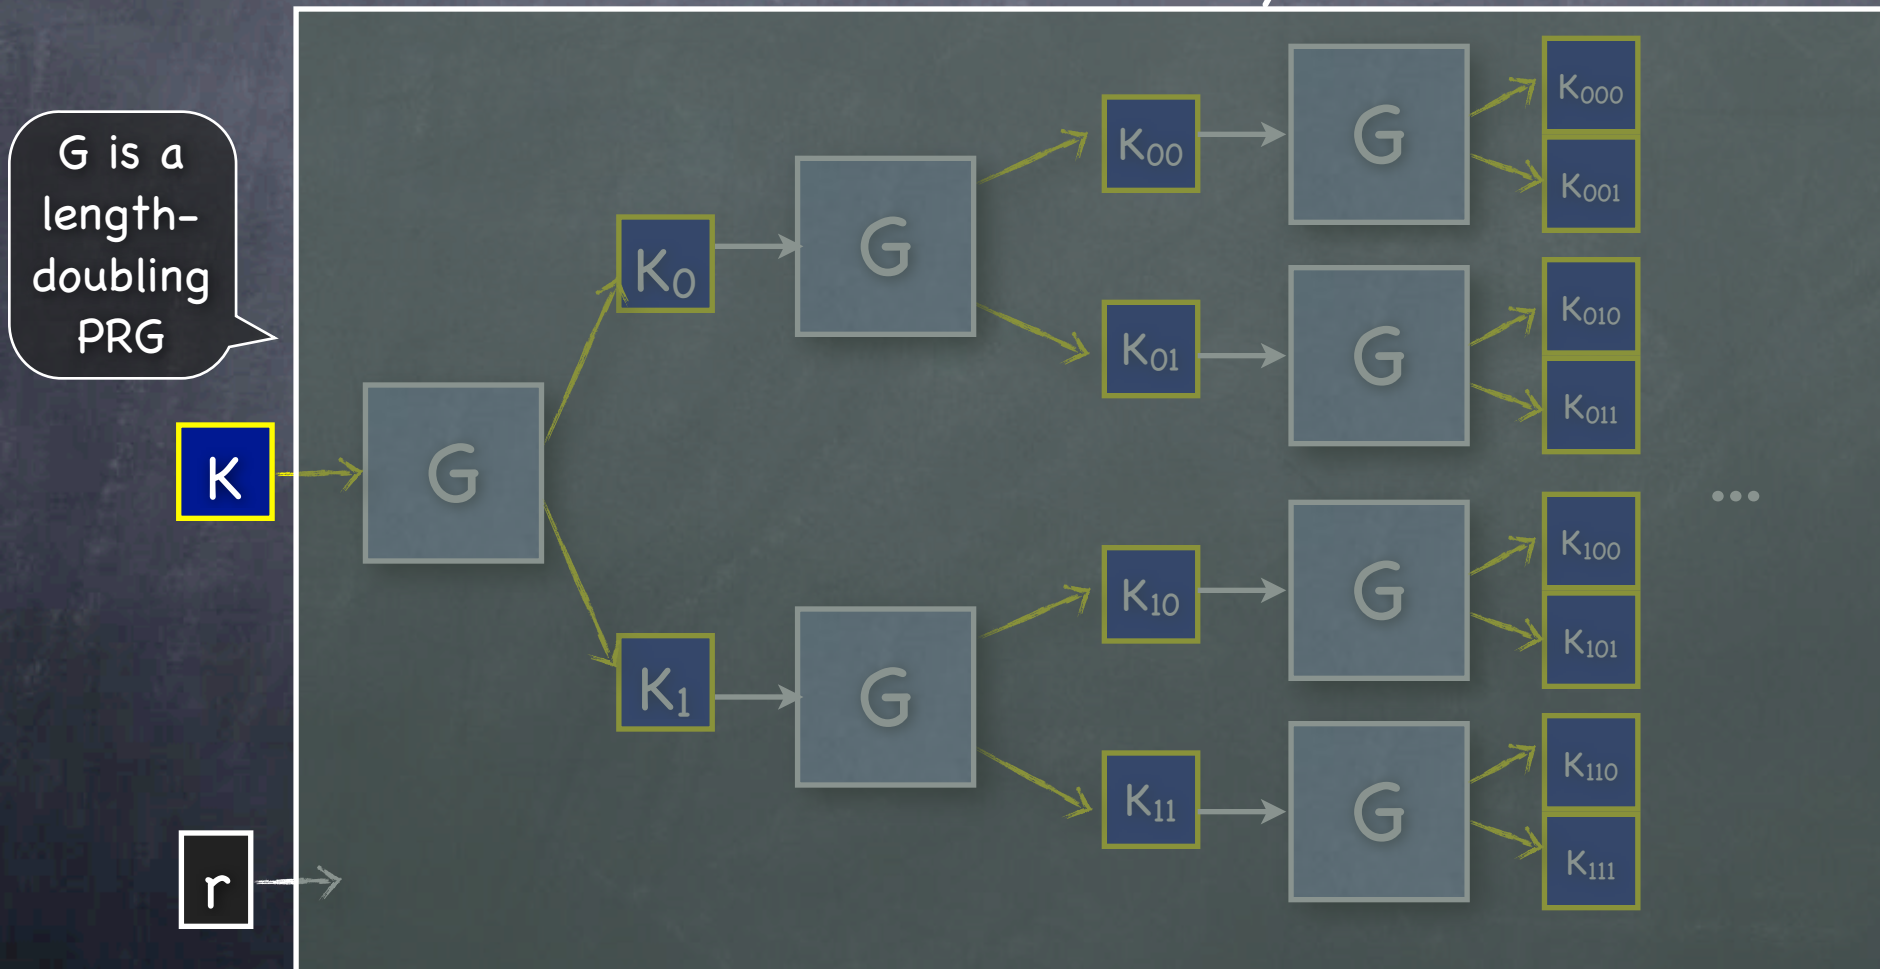 G is a
length-
doubling
PRG
K
r
G
K₀
K₁
G
G
K₀₀
K₀₁
K₁₀
K₁₁
G
G
G
G
K₀₀₀
K₀₀₁
K₀₁₀
K₀₁₁
K₁₀₀
K₁₀₁
K₁₁₀
K₁₁₁
...